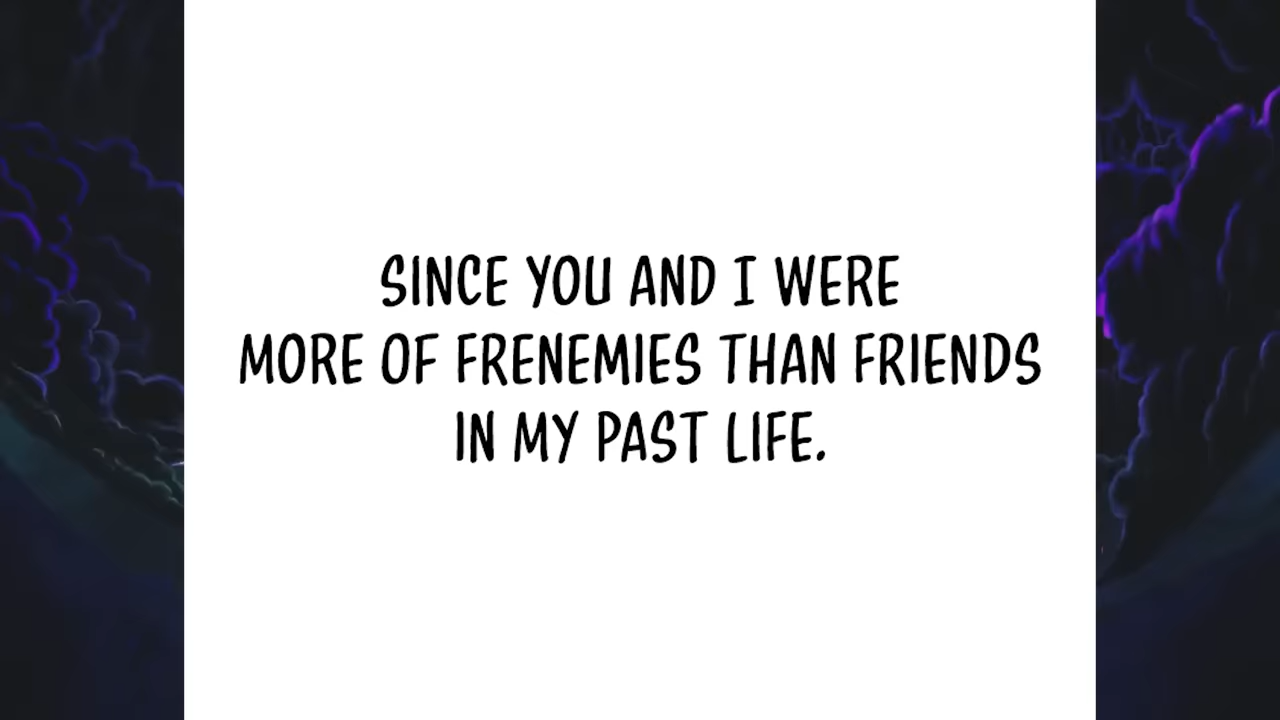 SINCE YOU AND I WERE
MORE OF FRENEMIES THAN FRIENDS
IN MY PAST LIFE.